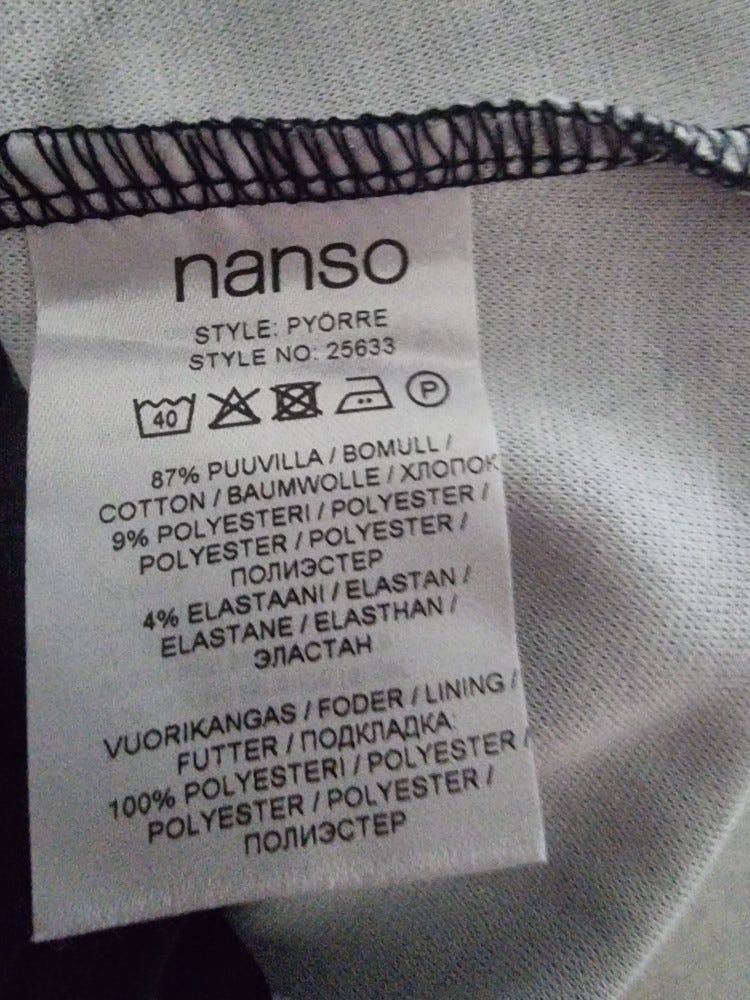 nanso
STYLE: PYÖRRE
STYLE NO: 25633
40 P
87% PUUVILLA / BOMULL /
COTTON / BAUMWOLLE / ХЛОПОК
9% POLYESTERI / POLYESTER /
POLYESTER / POLYESTER /
ПОЛИЭСТЕР
4% ELASTAANI / ELASTAN /
ELASTANE / ELASTHAN /
ЭЛАСТАН
VUORIKANGAS / FODER / LINING /
FUTTER / ПОДКЛАДКА:
100% POLYESTERI / POLYESTER /
POLYESTER / POLYESTER /
ПОЛИЭСТЕР